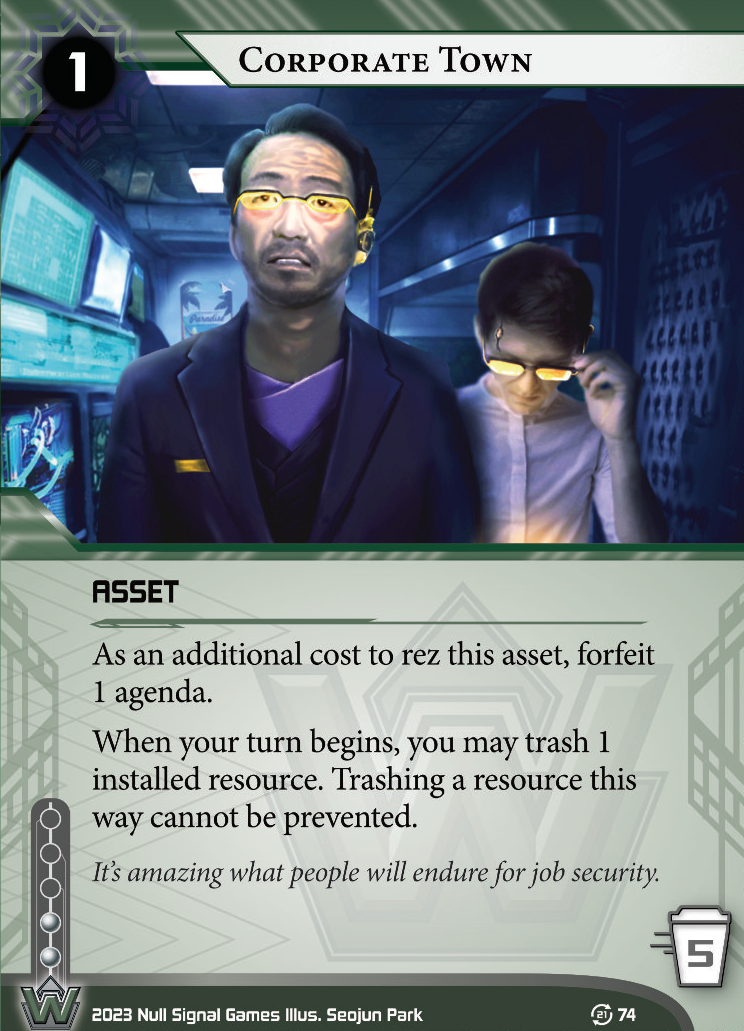 1
Corporate Town
Paradise
ASSET
As an additional cost to rez this asset, forfeit
1 agenda.
When your turn begins, you may trash 1
installed resource. Trashing a resource this
way cannot be prevented.
It's amazing what people will endure for job security.
5
W
2023 Null Signal Games Illus. Seojun Park
21 74